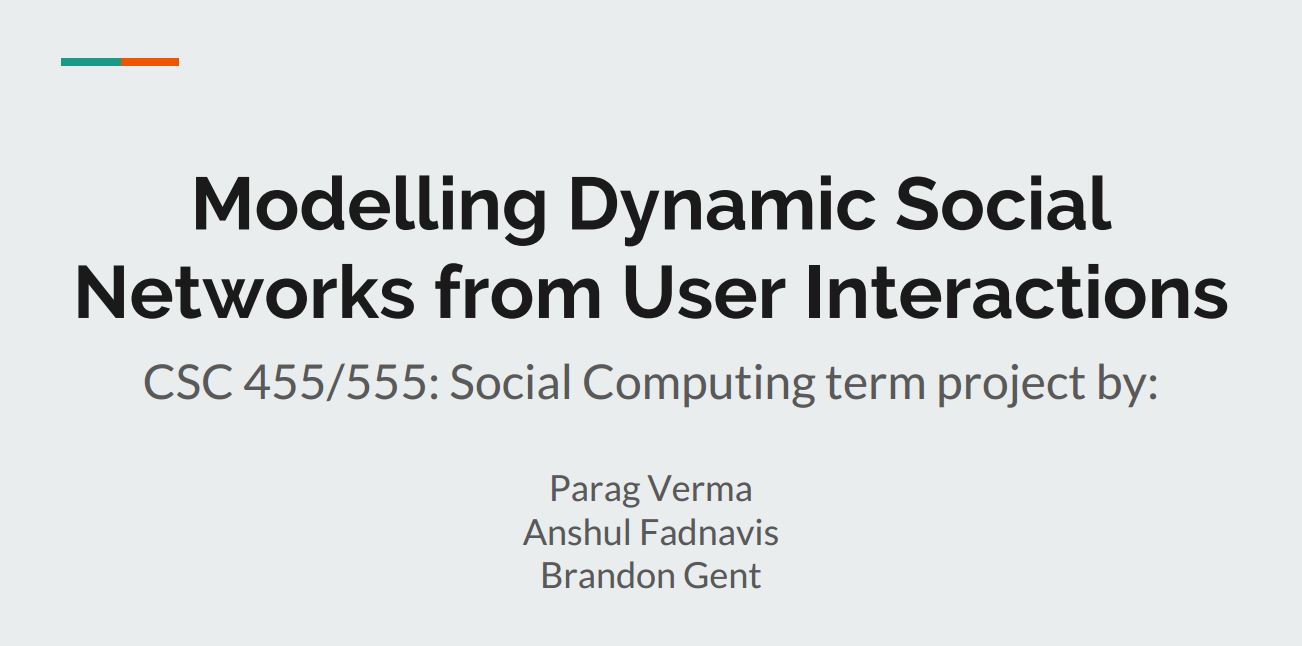 Modelling Dynamic Social
Networks from User Interactions
CSC 455/555: Social Computing term project by:
Parag Verma
Anshul Fadnavis
Brandon Gent